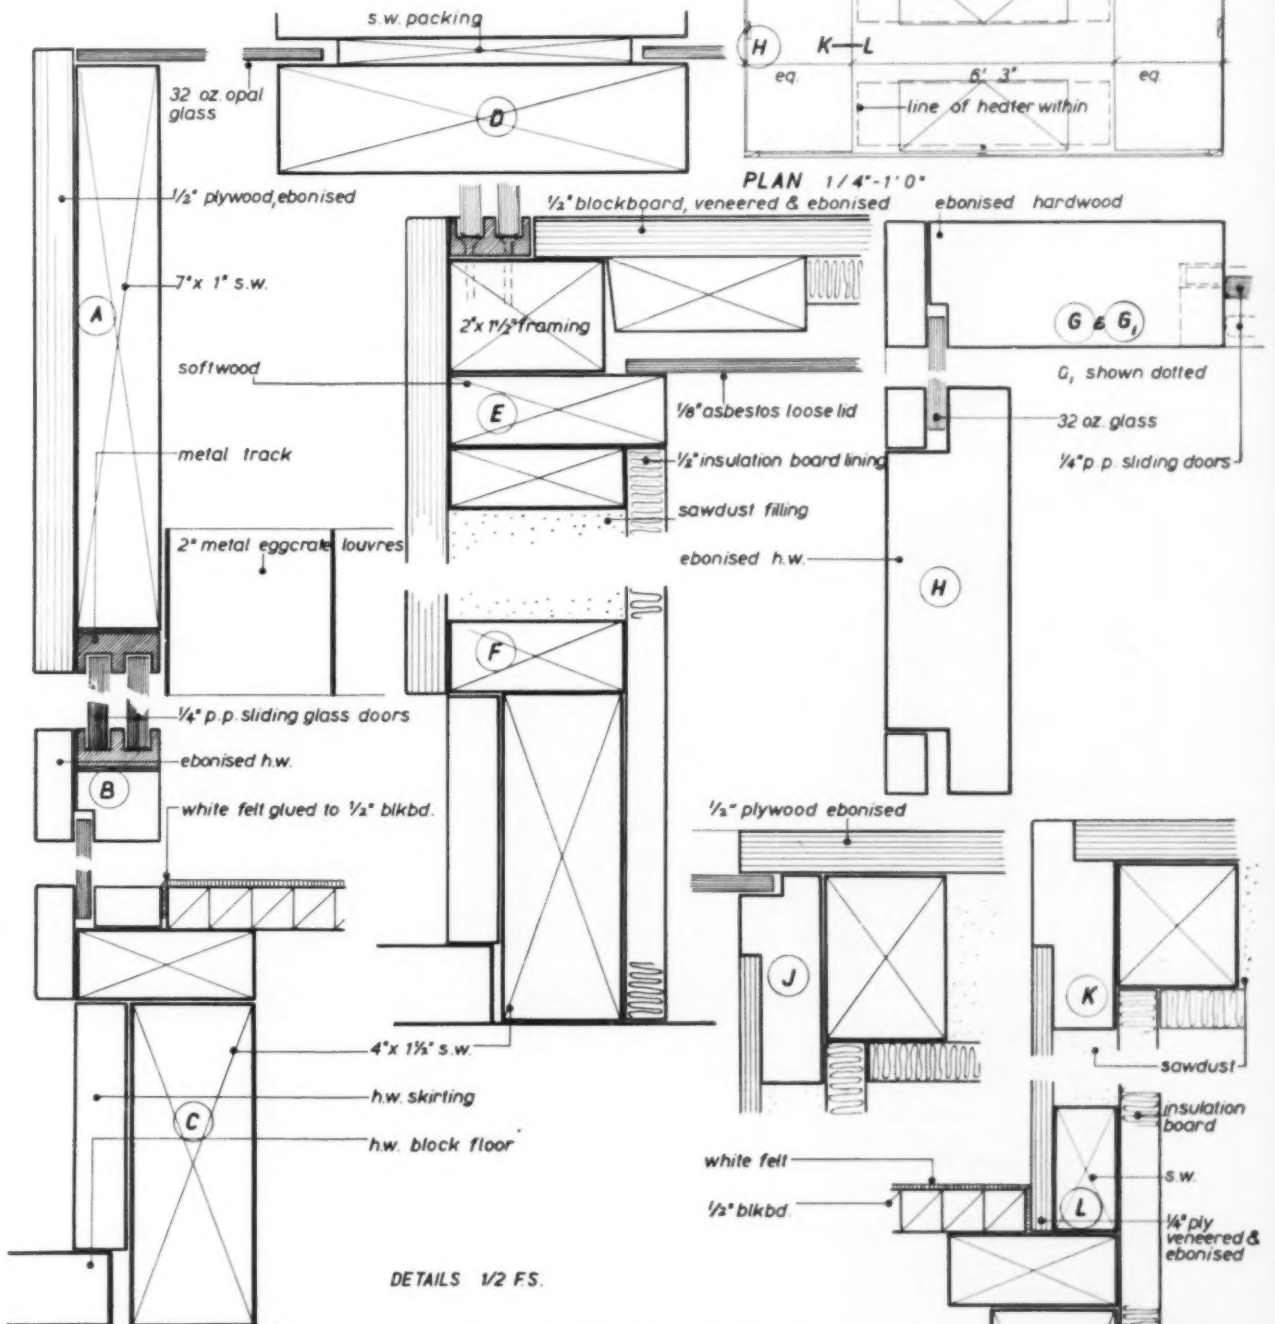 s.w. packing
32 oz. opal
glass
D
H
K—L
eq.
6' 3"
eq.
line of heater within
PLAN 1/4"-1'0"
1/2" plywood, ebonised
7" x 1" s.w.
A
softwood
metal track
2" metal eggcrate louvres
1/4" p.p. sliding glass doors
ebonised h.w.
B
white felt glued to 1/2" blkbd.
C
4" x 1 1/2" s.w.
h.w. skirting
h.w. block floor
DETAILS 1/2 F.S.
1/2" blockboard, veneered & ebonised
2" x 1 1/2" framing
E
1/8" asbestos loose lid
1/2" insulation board lining
sawdust filling
F
ebonised hardwood
G & G1
G1 shown dotted
32 oz. glass
1/4" p.p. sliding doors
ebonised h.w.
H
1/2" plywood ebonised
J
K
sawdust
insulation
board
white felt
1/2" blkbd.
s.w.
L
1/4" ply
veneered &
ebonised